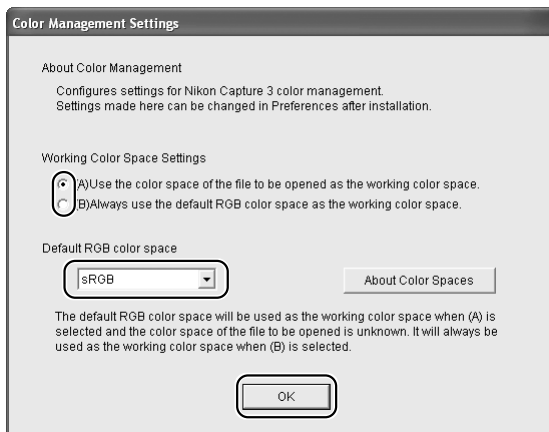 Color Management Settings
About Color Management
Configures settings for Nikon Capture 3 color management.
Settings made here can be changed in Preferences after installation.
Working Color Space Settings
(A)Use the color space of the file to be opened as the working color space.
(B)Always use the default RGB color space as the working color space.
Default RGB color space
sRGB
About Color Spaces
The default RGB color space will be used as the working color space when (A) is
selected and the color space of the file to be opened is unknown. It will always be
used as the working color space when (B) is selected.
OK